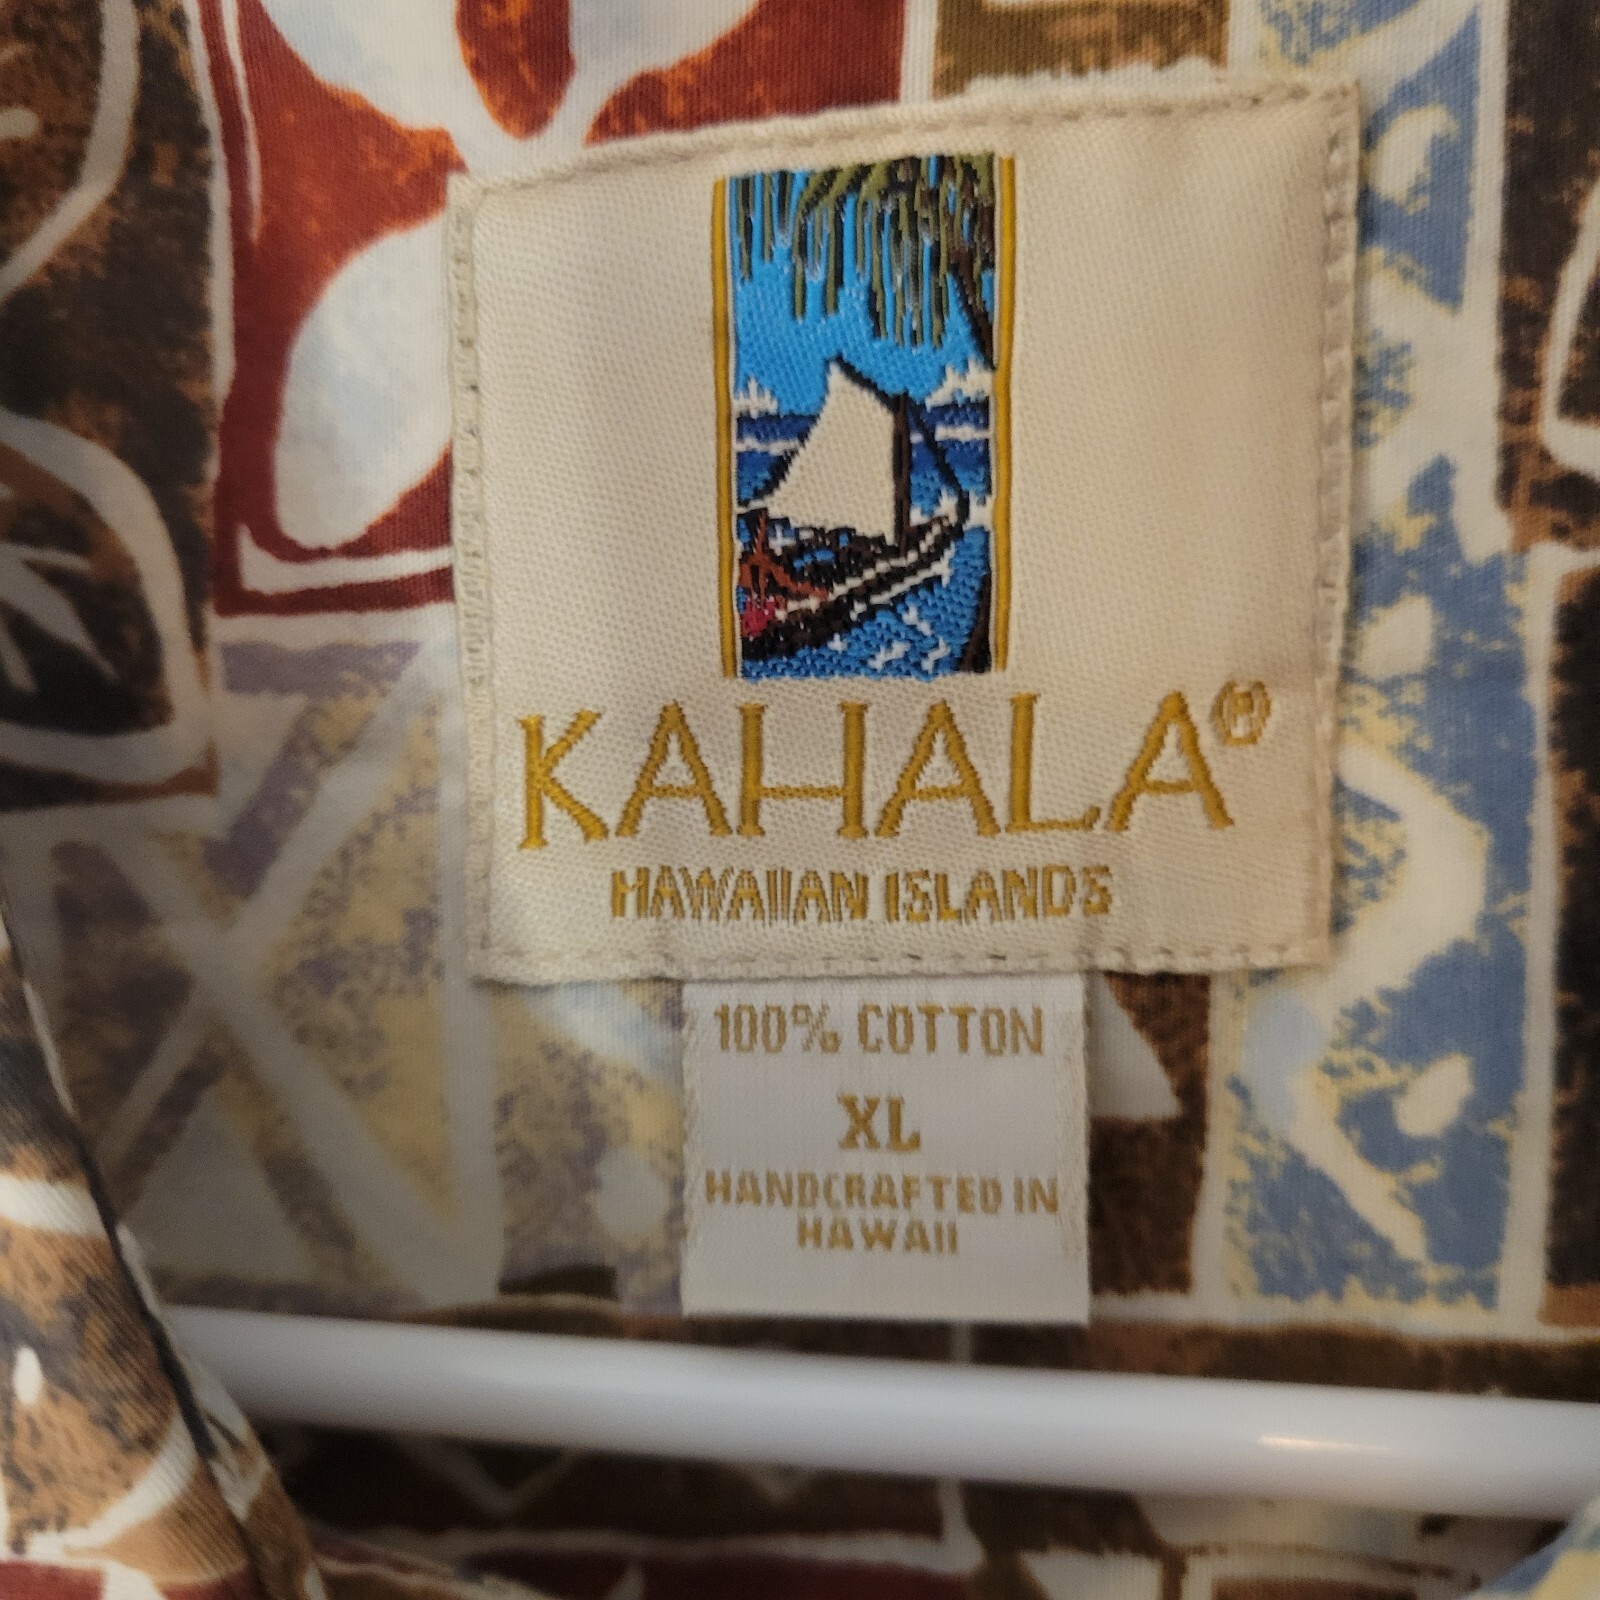 KAHALA®
HAWAIIAN ISLANDS
100% COTTON
XL
HANDCRAFTED IN
HAWAII